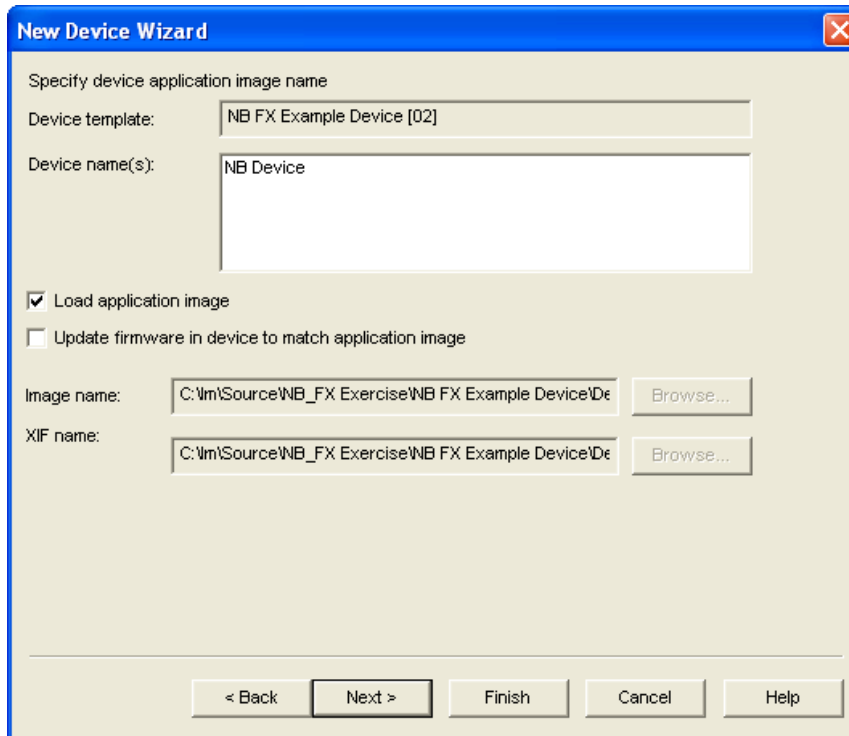 New Device Wizard
Specify device application image name
Device template: NB FX Example Device [02]
Device name(s): NB Device
Load application image
Update firmware in device to match application image
Image name: C:\lm\Source\NB_FX Exercise\NB FX Example Device\De Browse...
XIF name: C:\lm\Source\NB_FX Exercise\NB FX Example Device\De Browse...
< Back Next > Finish Cancel Help